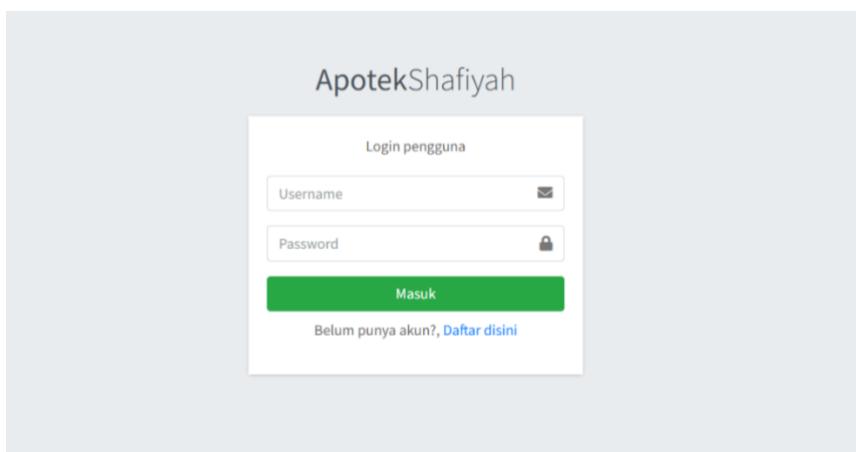 ApotekShafiyah
Login pengguna
Username
Password
Masuk
Belum punya akun?, Daftar disini